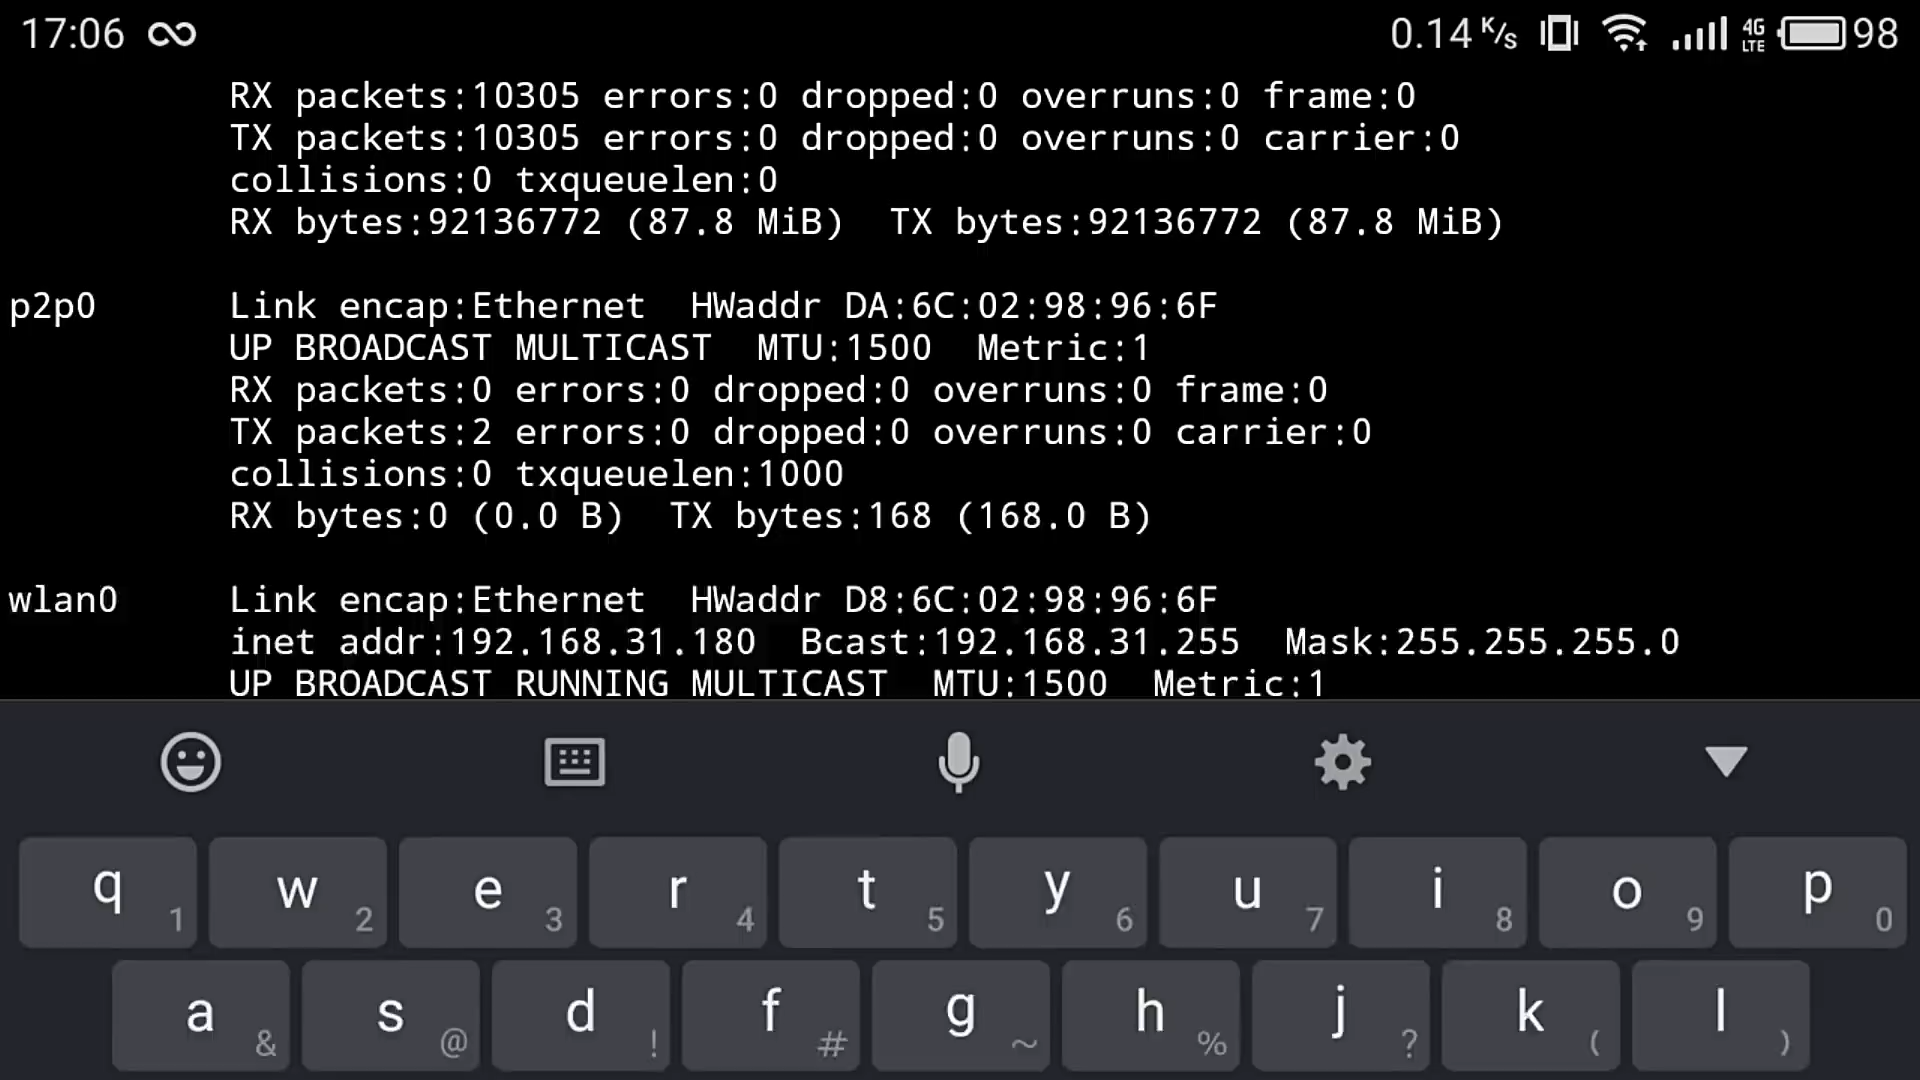 17:06 0.14 K/s 4G LTE 98
RX packets:10305 errors:0 dropped:0 overruns:0 frame:0
TX packets:10305 errors:0 dropped:0 overruns:0 carrier:0
collisions:0 txqueuelen:0
RX bytes:92136772 (87.8 MiB)  TX bytes:92136772 (87.8 MiB)
p2p0 Link encap:Ethernet  HWaddr DA:6C:02:98:96:6F
UP BROADCAST MULTICAST  MTU:1500  Metric:1
RX packets:0 errors:0 dropped:0 overruns:0 frame:0
TX packets:2 errors:0 dropped:0 overruns:0 carrier:0
collisions:0 txqueuelen:1000
RX bytes:0 (0.0 B)  TX bytes:168 (168.0 B)
wlan0 Link encap:Ethernet  HWaddr D8:6C:02:98:96:6F
inet addr:192.168.31.180  Bcast:192.168.31.255  Mask:255.255.255.0
UP BROADCAST RUNNING MULTICAST  MTU:1500  Metric:1
q 1 w 2 e 3 r 4 t 5 y 6 u 7 i 8 o 9 p 0
a & s @ d ! f # g ~ h % j ? k ( l )